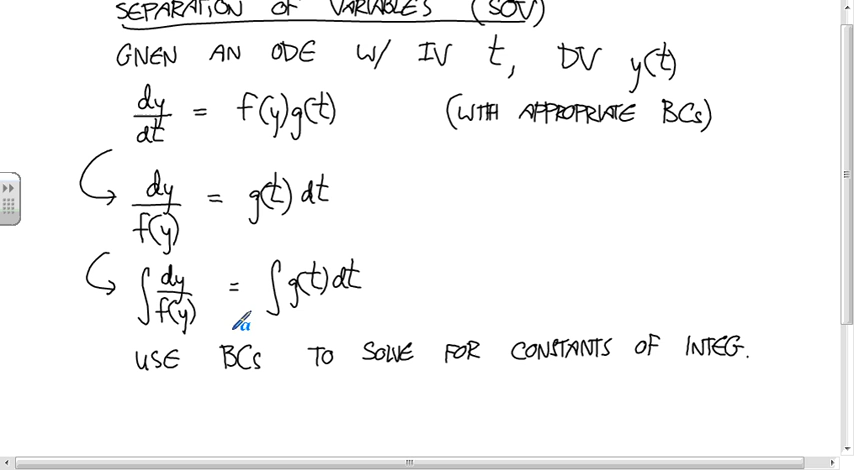 SEPARATION OF VARIABLES (SOV)
GIVEN AN ODE W/ IV t, DV y(t)
dy/dt = f(y)g(t) (WITH APPROPRIATE BCs)
dy/f(y) = g(t) dt
∫ dy/f(y) = ∫ g(t) dt
USE BCs TO SOLVE FOR CONSTANTS OF INTEG.